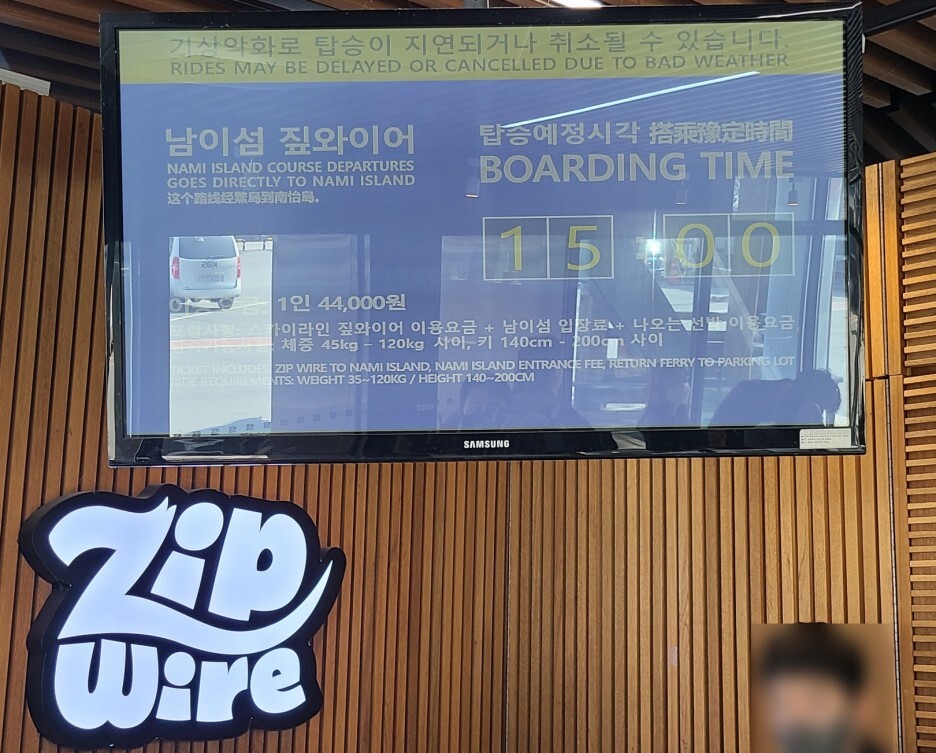 기상악화로 탑승이 지연되거나 취소될 수 있습니다.
RIDES MAY BE DELAYED OR CANCELLED DUE TO BAD WEATHER
남이섬 짚와이어
NAMI ISLAND COURSE DEPARTURES
GOES DIRECTLY TO NAMI ISLAND
这个路线经 岛到南怡岛。
탑승예정시각 搭乘豫定時間
BOARDING TIME
15 00
1인 44,000원
스카이라인 짚와이어 이용요금 + 남이섬 입장료 + 나오는 선박 이용요금
체중 45kg – 120kg 사이, 키 140cm - 200cm 사이
TICKET INCLUDES ZIP WIRE TO NAMI ISLAND, NAMI ISLAND ENTRANCE FEE, RETURN FERRY TO PARKING LOT
RIDE REQUIREMENTS: WEIGHT 35~120KG / HEIGHT 140~200CM
SAMSUNG
Zip
wire